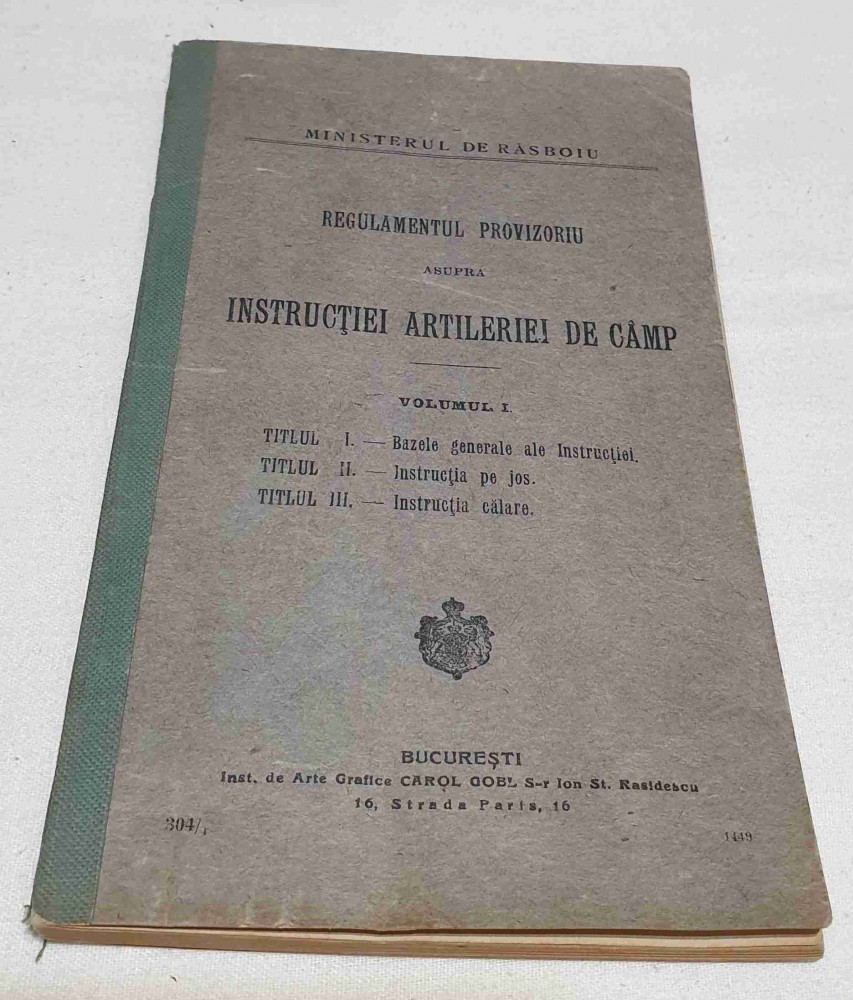 MINISTERUL DE RĂSBOIU
REGULAMENTUL PROVIZORIU
ASUPRA
INSTRUCŢIEI ARTILERIEI DE CÂMP
VOLUMUL I.
TITLUL I. — Bazele generale ale Instrucţiei.
TITLUL II. — Instrucţia pe jos.
TITLUL III. — Instrucţia călare.
BUCUREŞTI
Inst. de Arte Grafice CAROL GOBL S-r Ion St. Rasidescu
16, Strada Paris, 16
304/1
1449